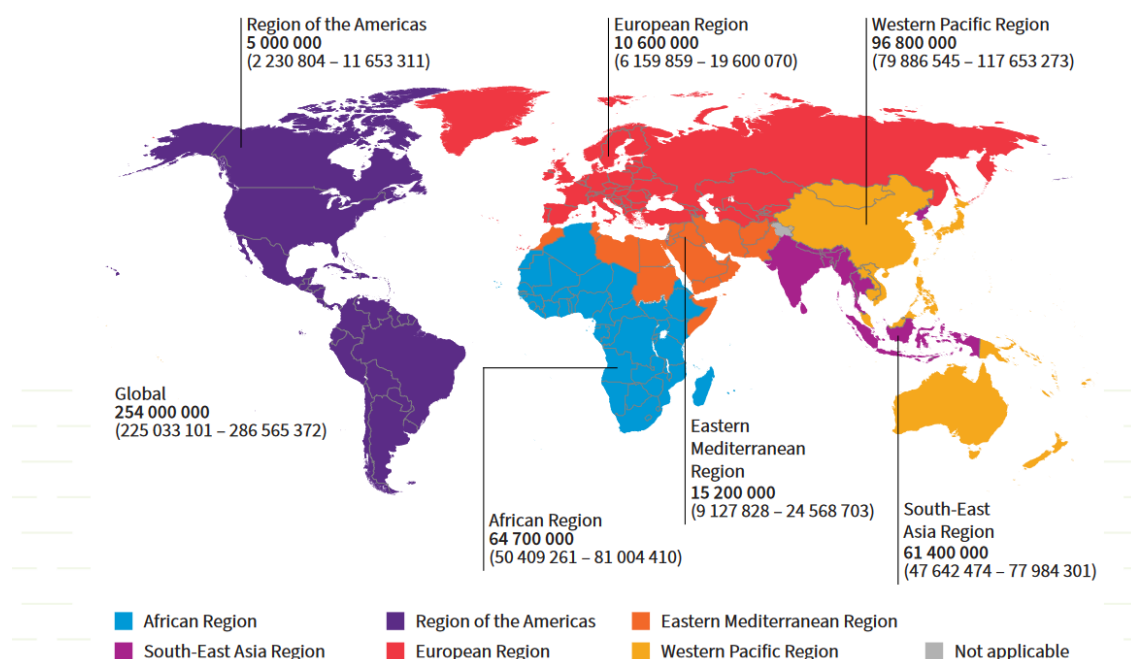 Region of the Americas
5 000 000
(2 230 804 – 11 653 311)
European Region
10 600 000
(6 159 859 – 19 600 070)
Western Pacific Region
96 800 000
(79 886 545 – 117 653 273)
Global
254 000 000
(225 033 101 – 286 565 372)
African Region
64 700 000
(50 409 261 – 81 004 410)
Eastern
Mediterranean
Region
15 200 000
(9 127 828 – 24 568 703)
South-East
Asia Region
61 400 000
(47 642 474 – 77 984 301)
African Region
Region of the Americas
Eastern Mediterranean Region
South-East Asia Region
European Region
Western Pacific Region
Not applicable